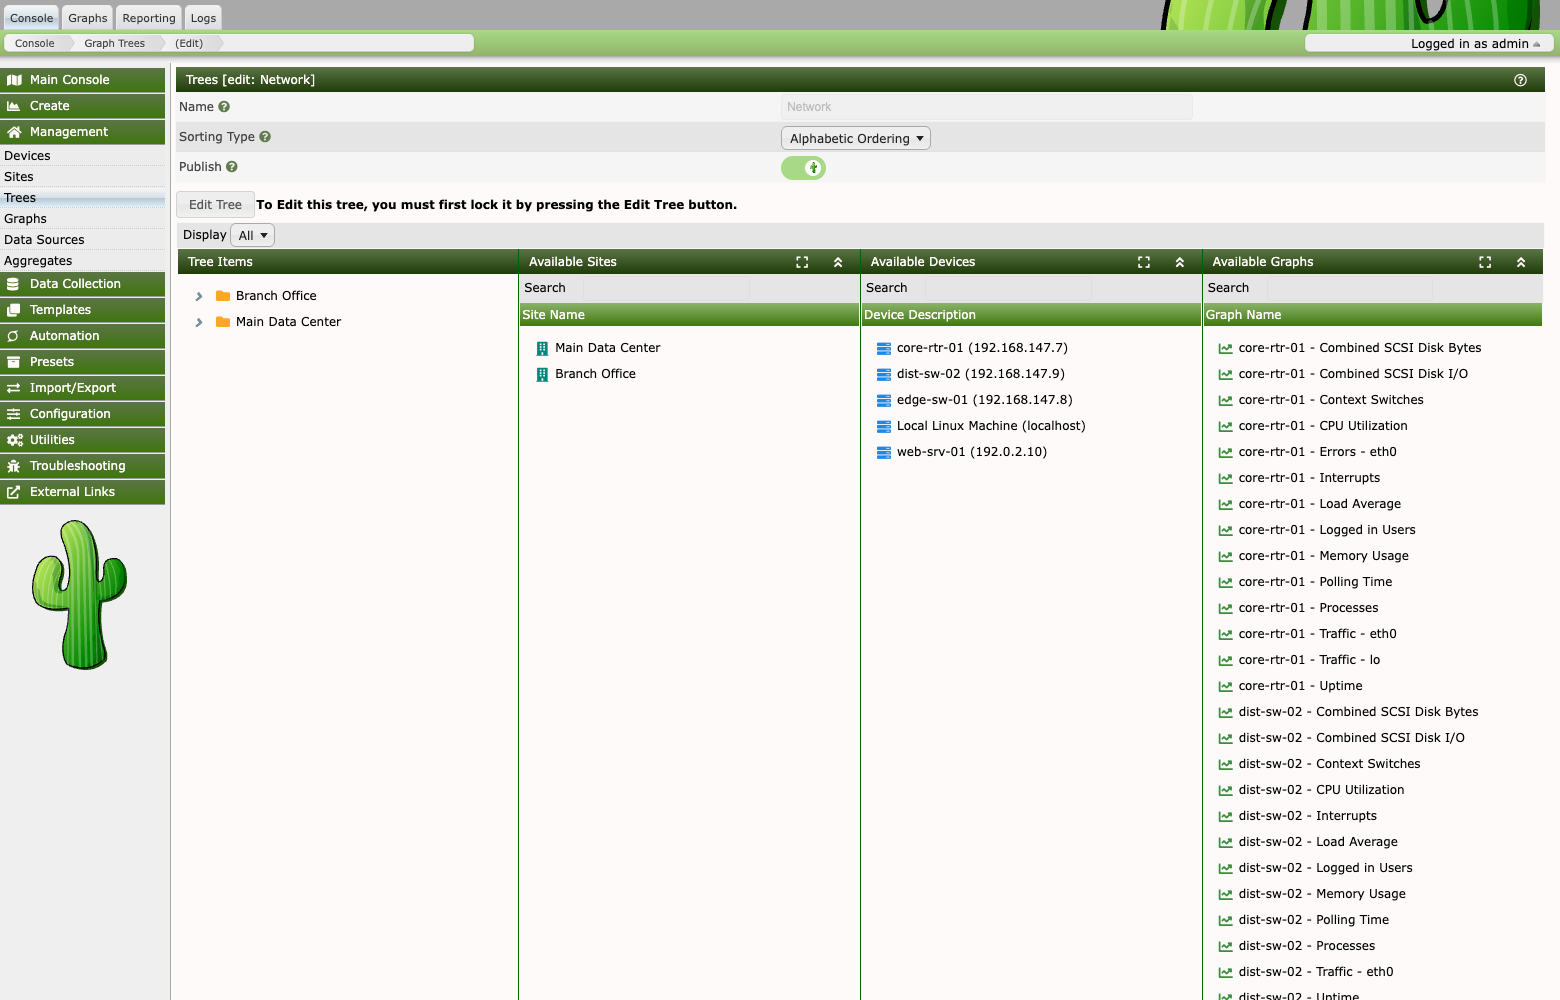 Console
Graphs
Reporting
Logs
Console
Graph Trees
(Edit)
Logged in as admin
Main Console
Create
Management
Devices
Sites
Trees
Graphs
Data Sources
Aggregates
Data Collection
Templates
Automation
Presets
Import/Export
Configuration
Utilities
Troubleshooting
External Links
Trees [edit: Network]
Name
Network
Sorting Type
Alphabetic Ordering
Publish
Edit Tree
To Edit this tree, you must first lock it by pressing the Edit Tree button.
Display
All
Tree Items
Branch Office
Main Data Center
Available Sites
Search
Site Name
Main Data Center
Branch Office
Available Devices
Search
Device Description
core-rtr-01 (192.168.147.7)
dist-sw-02 (192.168.147.9)
edge-sw-01 (192.168.147.8)
Local Linux Machine (localhost)
web-srv-01 (192.0.2.10)
Available Graphs
Search
Graph Name
core-rtr-01 - Combined SCSI Disk Bytes
core-rtr-01 - Combined SCSI Disk I/O
core-rtr-01 - Context Switches
core-rtr-01 - CPU Utilization
core-rtr-01 - Errors - eth0
core-rtr-01 - Interrupts
core-rtr-01 - Load Average
core-rtr-01 - Logged in Users
core-rtr-01 - Memory Usage
core-rtr-01 - Polling Time
core-rtr-01 - Processes
core-rtr-01 - Traffic - eth0
core-rtr-01 - Traffic - lo
core-rtr-01 - Uptime
dist-sw-02 - Combined SCSI Disk Bytes
dist-sw-02 - Combined SCSI Disk I/O
dist-sw-02 - Context Switches
dist-sw-02 - CPU Utilization
dist-sw-02 - Interrupts
dist-sw-02 - Load Average
dist-sw-02 - Logged in Users
dist-sw-02 - Memory Usage
dist-sw-02 - Polling Time
dist-sw-02 - Processes
dist-sw-02 - Traffic - eth0
dist-sw-02 - Uptime